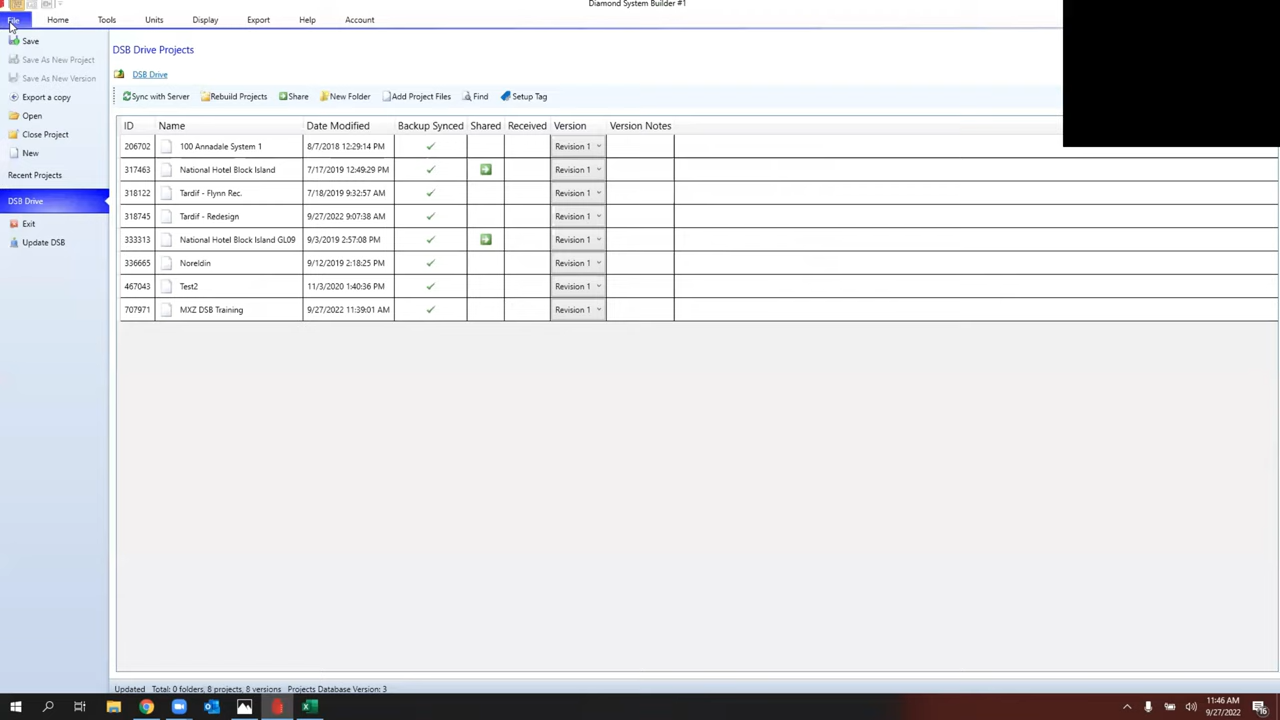 Diamond System Builder #1
File Home Tools Units Display Export Help Account
Save
Save As New Project
Save As New Version
Export a copy
Open
Close Project
New
Recent Projects
DSB Drive
Exit
Update DSB
DSB Drive Projects
DSB Drive
Sync with Server Rebuild Projects Share New Folder Add Project Files Find Setup Tag
ID Name Date Modified Backup Synced Shared Received Version Version Notes
206702 100 Annadale System 1 8/7/2018 12:29:14 PM Revision 1
317463 National Hotel Block Island 7/17/2019 12:49:29 PM Revision 1
318122 Tardif - Flynn Rec. 7/18/2019 9:32:57 AM Revision 1
318745 Tardif - Redesign 9/27/2022 9:07:38 AM Revision 1
333313 National Hotel Block Island GL09 9/3/2019 2:57:08 PM Revision 1
336665 Noreldin 9/12/2019 2:18:25 PM Revision 1
467043 Test2 11/3/2020 1:40:36 PM Revision 1
707971 MXZ DSB Training 9/27/2022 11:39:01 AM Revision 1
Updated Total: 0 folders, 8 projects, 8 versions Projects Database Version: 3
11:46 AM
9/27/2022